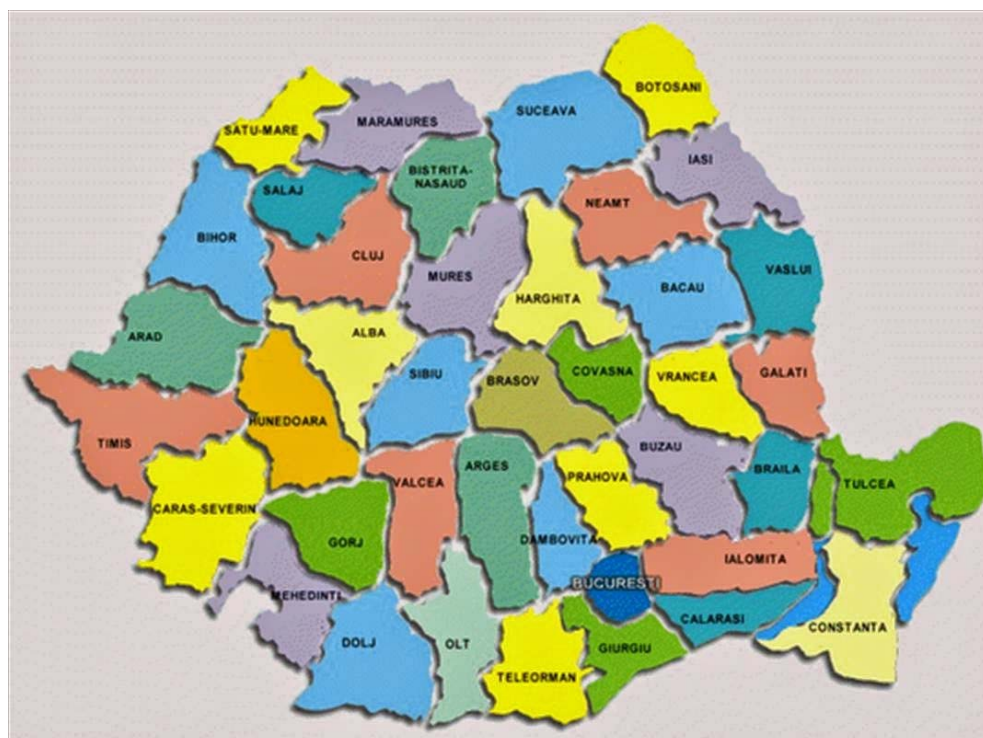 BOTOSANI
SUCEAVA
MARAMURES
SATU-MARE
IASI
BISTRITA-
NASAUD
SALAJ
NEAMT
BIHOR
CLUJ
VASLUI
MURES
BACAU
HARGHITA
ALBA
ARAD
SIBIU
COVASNA
GALATI
VRANCEA
BRASOV
HUNEDOARA
TIMIS
BUZAU
ARGES
BRAILA
PRAHOVA
VALCEA
TULCEA
CARAS-SEVERIN
DAMBOVITA
GORJ
IALOMITA
BUCURESTI
MEHEDINTI
CALARASI
CONSTANTA
DOLJ
OLT
GIURGIU
TELEORMAN